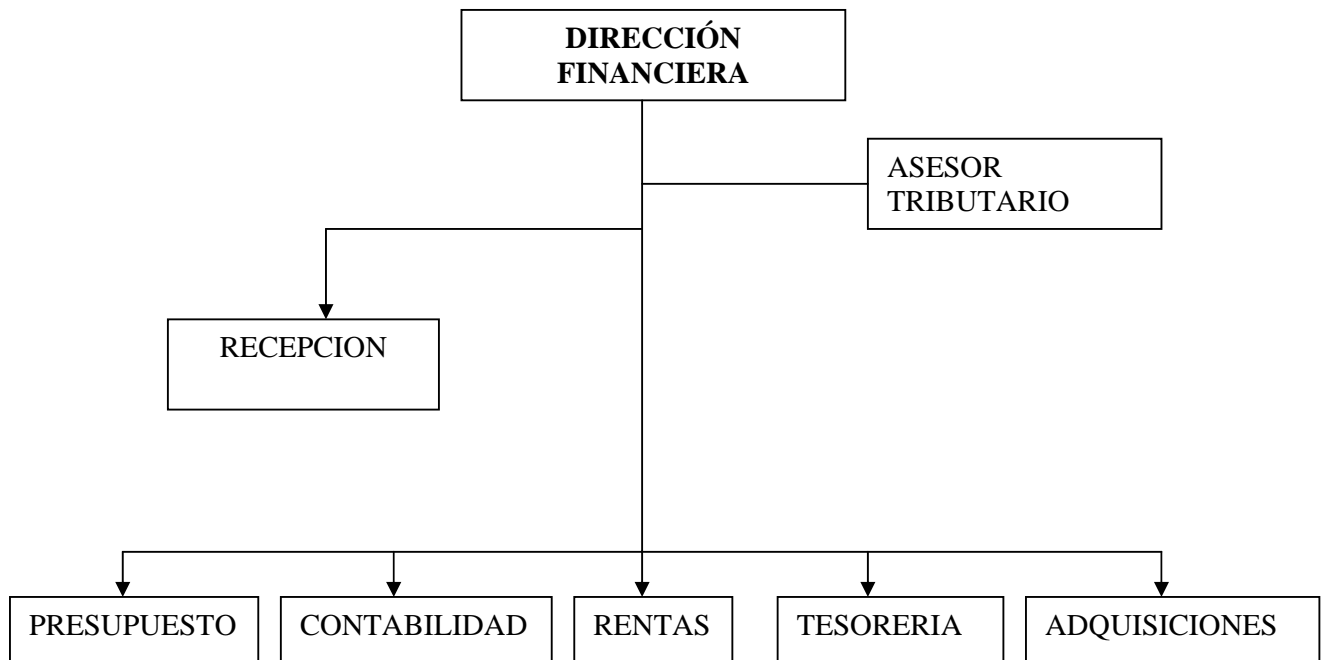 DIRECCIÓN
FINANCIERA
ASESOR
TRIBUTARIO
RECEPCION
PRESUPUESTO
CONTABILIDAD
RENTAS
TESORERIA
ADQUISICIONES